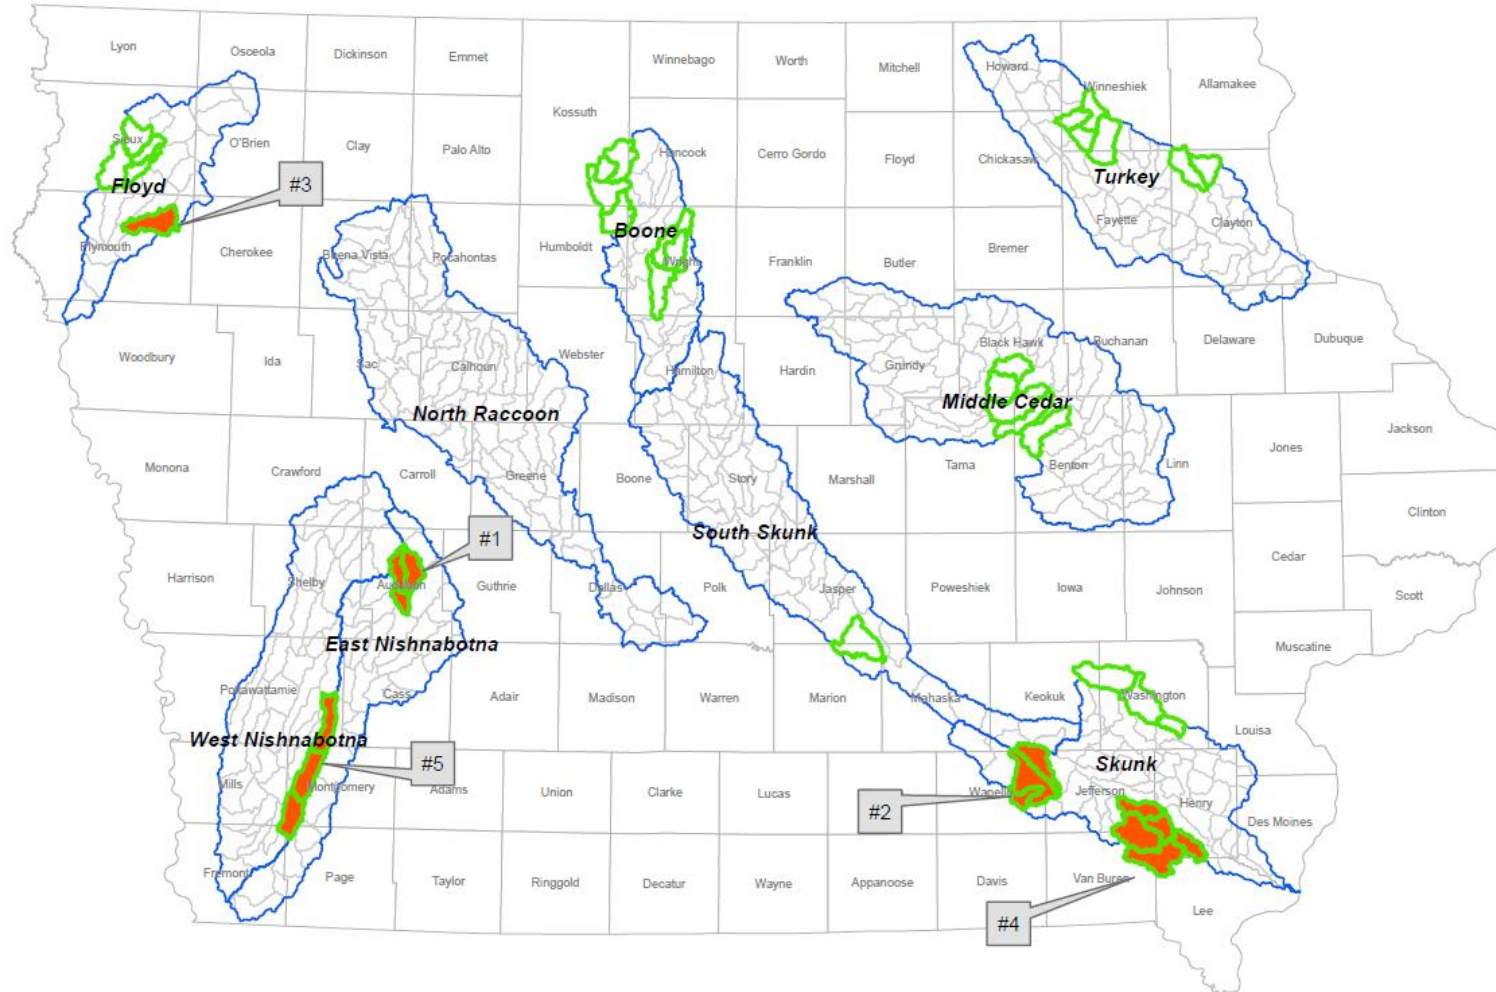 Lyon
Osceola
Dickinson
Emmet
Winnebago
Worth
Mitchell
Howard
Winneshiek
Allamakee
Kossuth
Sioux
O'Brien
Clay
Palo Alto
Hancock
Cerro Gordo
Floyd
Chickasaw
Floyd
#3
Turkey
Plymouth
Cherokee
Buena Vista
Pocahontas
Humboldt
Boone
Wright
Franklin
Butler
Bremer
Fayette
Clayton
Woodbury
Ida
Sac
Calhoun
Webster
Hamilton
Hardin
Grundy
Black Hawk
Buchanan
Delaware
Dubuque
North Raccoon
Middle Cedar
Monona
Crawford
Carroll
Greene
Boone
Story
Marshall
Tama
Benton
Linn
Jones
Jackson
South Skunk
Clinton
#1
Harrison
Shelby
Audubon
Guthrie
Dallas
Polk
Jasper
Poweshiek
Iowa
Johnson
Cedar
Scott
East Nishnabotna
Muscatine
Pottawattamie
Cass
Adair
Madison
Warren
Marion
Mahaska
Keokuk
Washington
Louisa
West Nishnabotna
#5
Skunk
Mills
Montgomery
Adams
Union
Clarke
Lucas
#2
Wapello
Jefferson
Henry
Des Moines
Fremont
Page
Taylor
Ringgold
Decatur
Wayne
Appanoose
Davis
Van Buren
Lee
#4